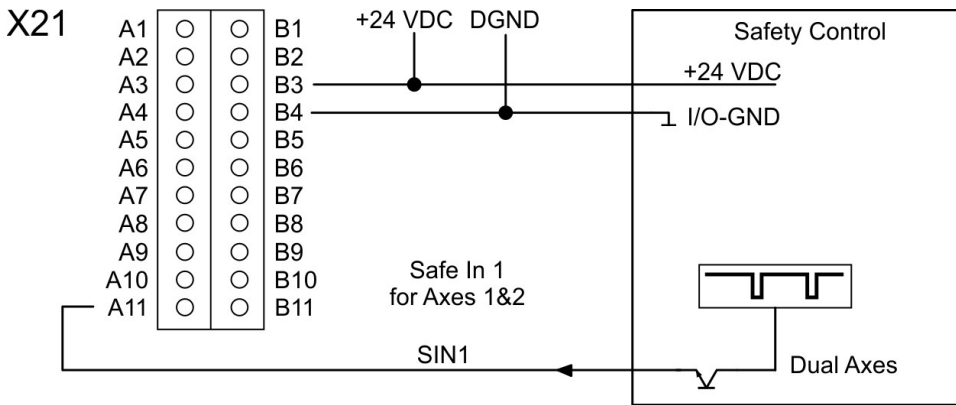 X21
+24 VDC DGND
Safety Control
A1 B1
A2 B2
A3 B3
+24 VDC
A4 B4
I/O-GND
A5 B5
A6 B6
A7 B7
A8 B8
A9 B9
A10 B10
A11 B11
Safe In 1
for Axes 1&2
SIN1
Dual Axes